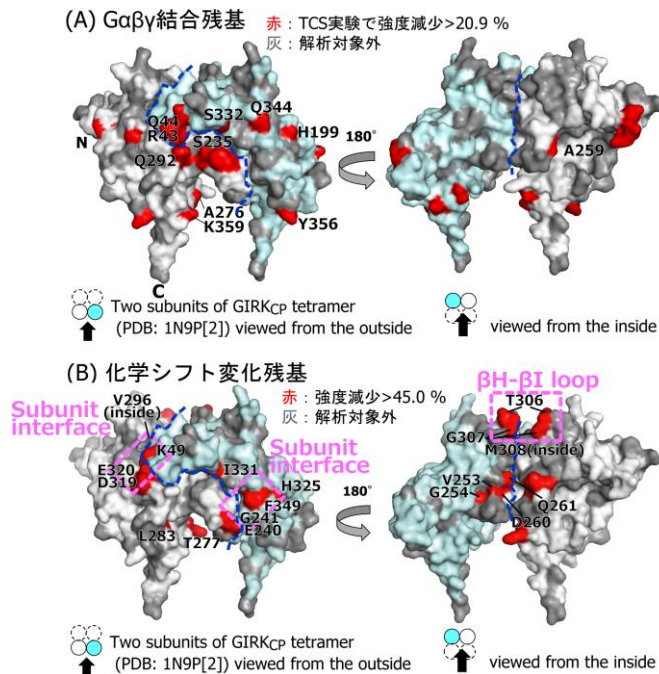 (A) Gαβγ結合残基
赤：TCS実験で強度減少>20.9 %
灰：解析対象外
Q344
S332
Q44
H199
N
R43
S235
180°
Q292
A259
A276
K359
Y356
C
Two subunits of GIRKCP tetramer
(PDB: 1N9P[2]) viewed from the outside
viewed from the inside
(B) 化学シフト変化残基
赤：強度減少>45.0 %
灰：解析対象外
βH-βI loop
V296
(inside)
T306
Subunit
interface
K49
G307
M308(inside)
Subunit
interface
E320
D319
I331
H325
180°
V253
F349
G254
Q261
G241
L283
E240
D260
T277
Two subunits of GIRKCP tetramer
(PDB: 1N9P[2]) viewed from the outside
viewed from the inside